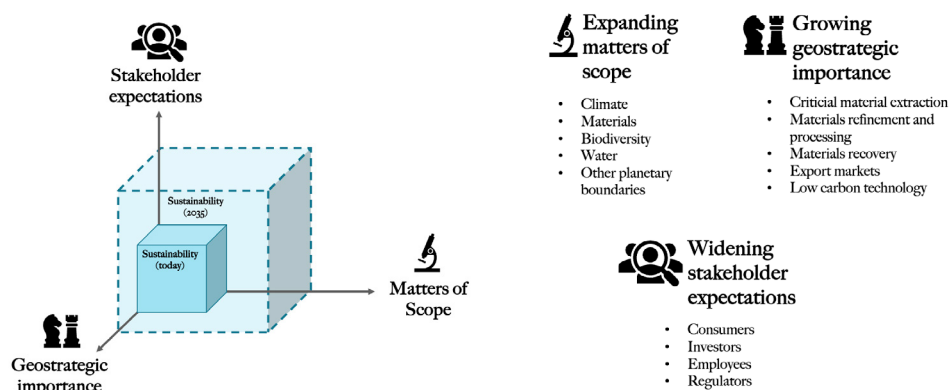 Stakeholder
expectations
Sustainability
(2035)
Sustainability
(today)
Matters of
Scope
Geostrategic
importance
Expanding
matters of
scope
• Climate
• Materials
• Biodiversity
• Water
• Other planetary
boundaries
Growing
geostrategic
importance
• Criticial material extraction
• Materials refinement and
processing
• Materials recovery
• Export markets
• Low carbon technology
Widening
stakeholder
expectations
• Consumers
• Investors
• Employees
• Regulators